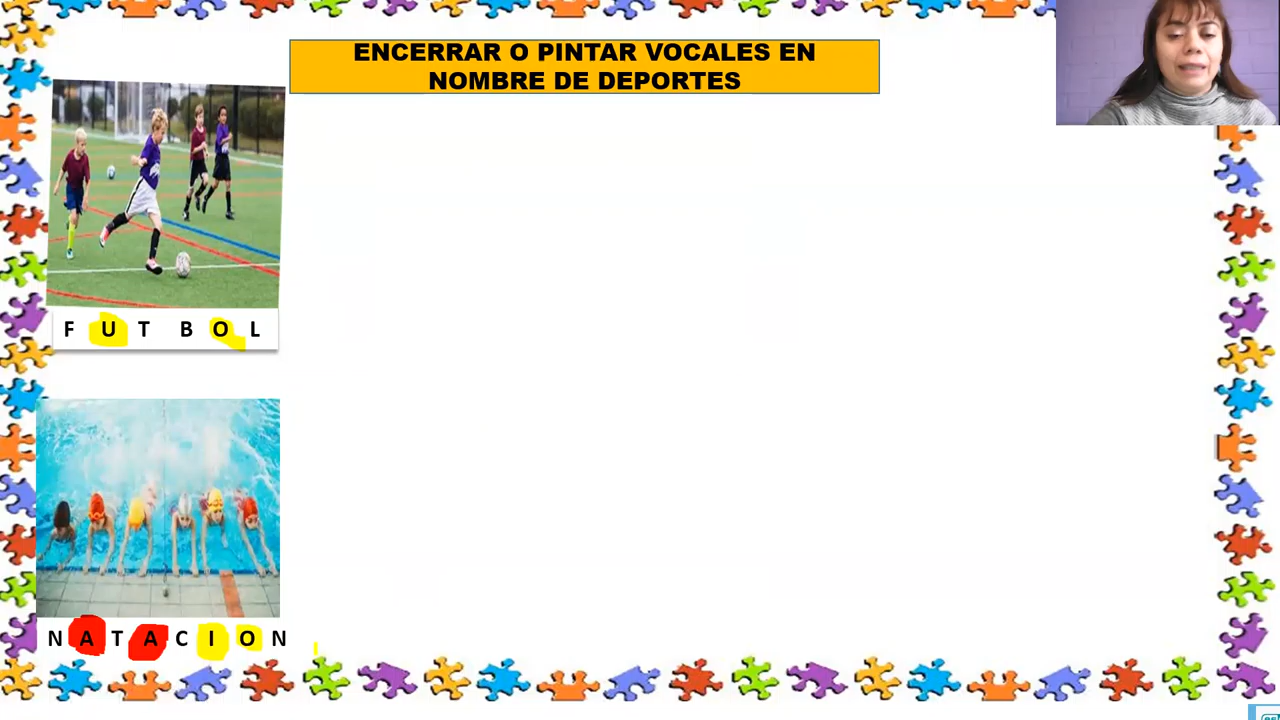 ENCERRAR O PINTAR VOCALES EN
NOMBRE DE DEPORTES
F U T B O L
N A T A C I O N